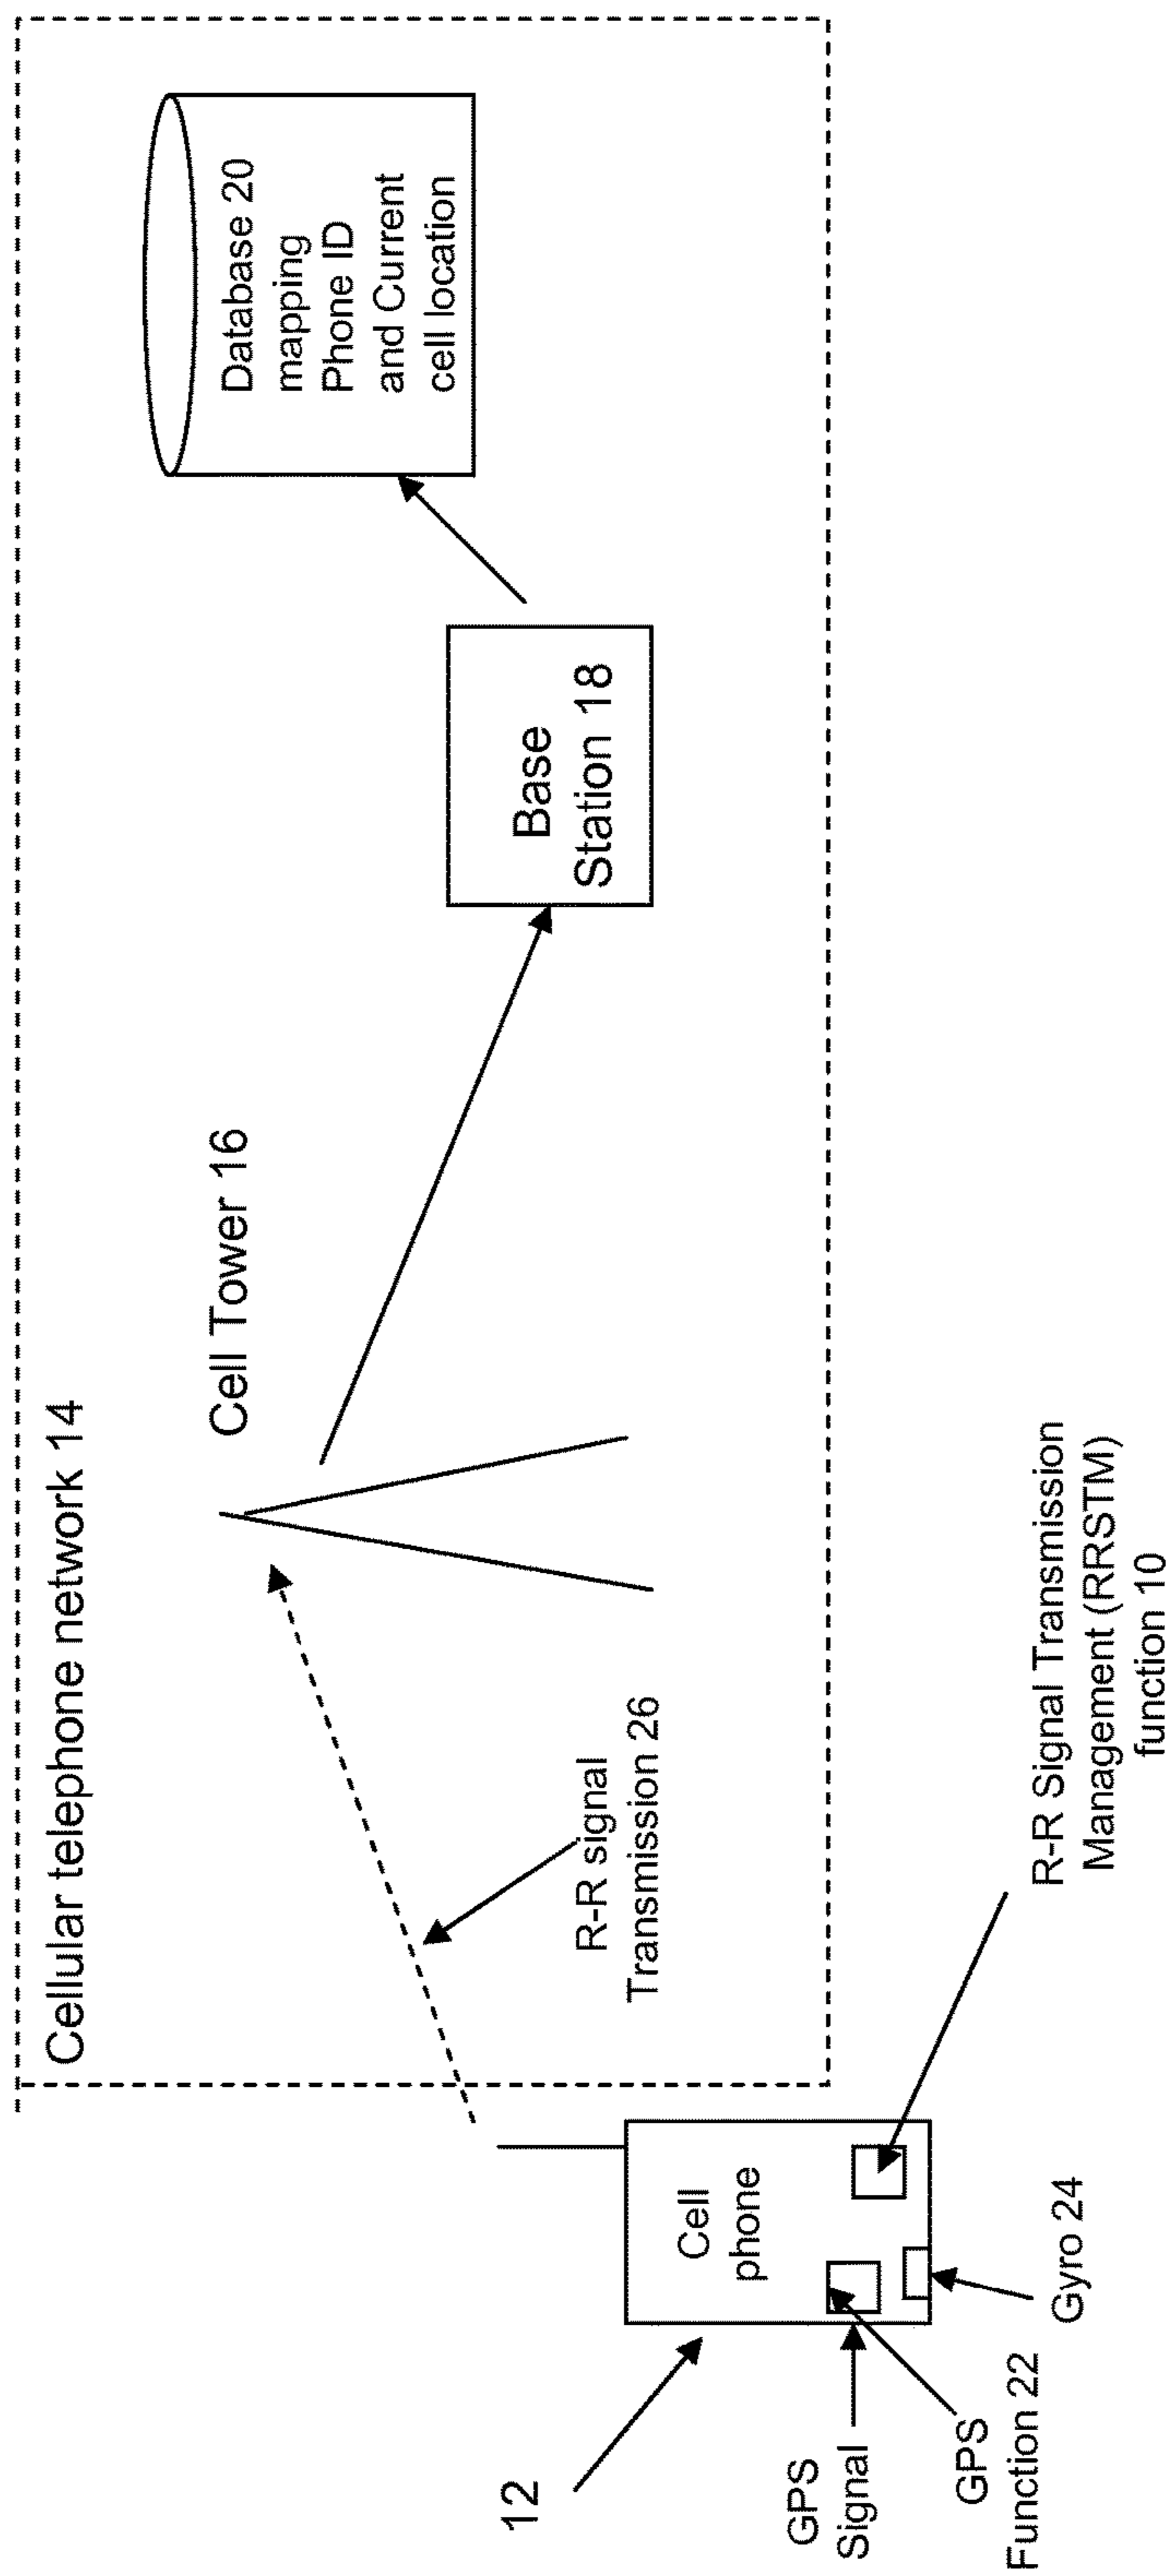 Cellular telephone network 14
Cell Tower 16
Database 20
mapping
Phone ID
and Current
cell location
Base
Station 18
R-R signal
Transmission 26
Cell
phone
12
GPS
Signal
GPS
Function 22
Gyro 24
R-R Signal Transmission
Management (RRSTM)
function 10